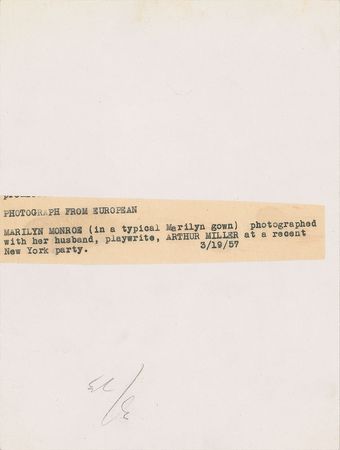 PHOTOGRAPH FROM EUROPEAN
MARILYN MONROE (in a typical Marilyn gown) photographed
with her husband, playwrite, ARTHUR MILLER at a recent
New York party. 3/19/57